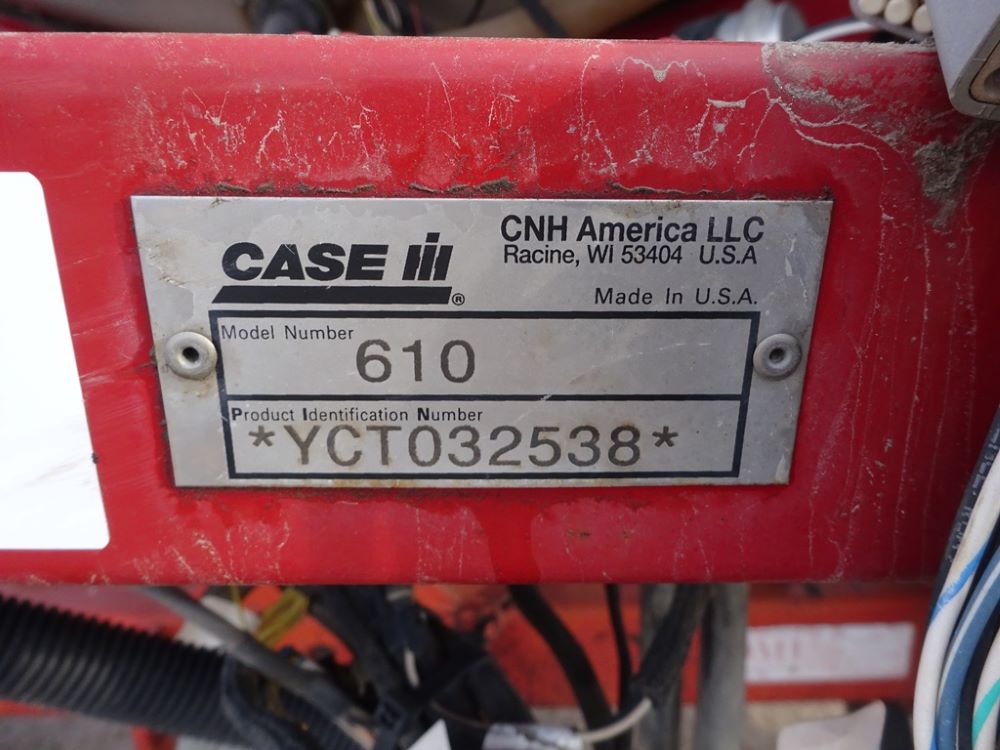 CASE IH
®
CNH America LLC
Racine, WI 53404 U.S.A
Made In U.S.A.
Model Number
610
Product Identification Number
*YCT032538*